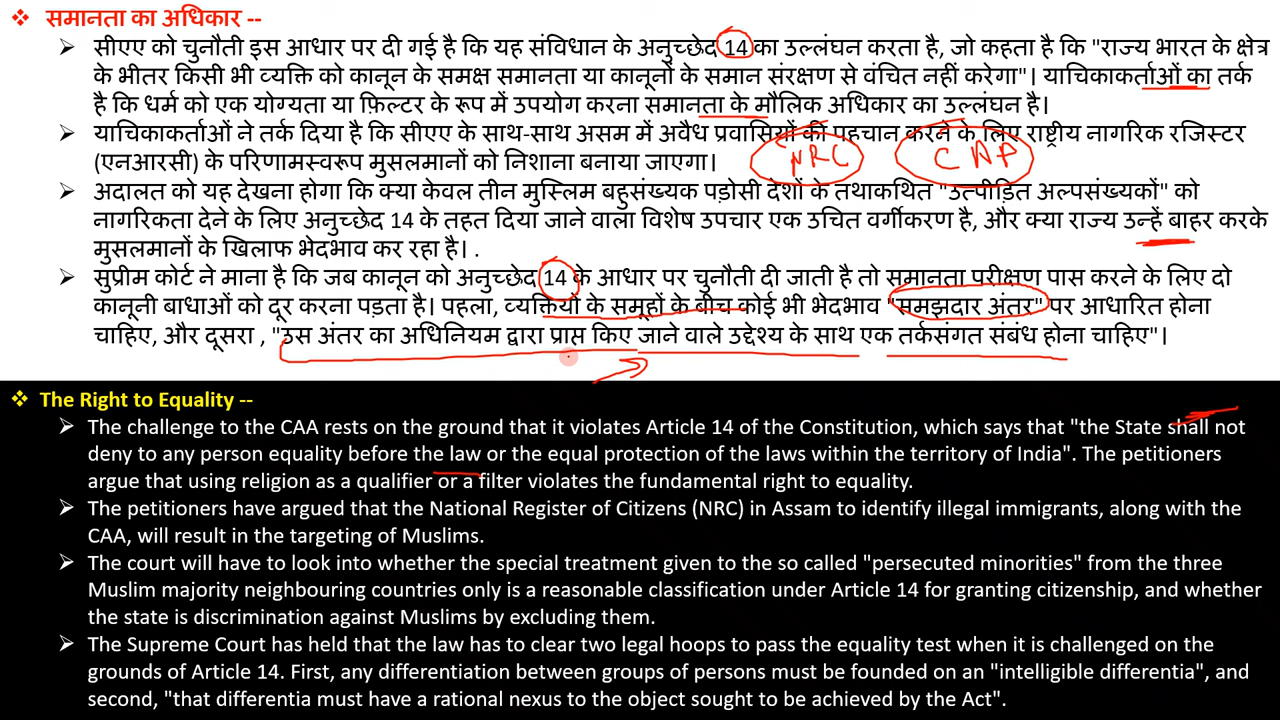 ❖ समानता का अधिकार --
➢ सीएए को चुनौती इस आधार पर दी गई है कि यह संविधान के अनुच्छेद 14 का उल्लंघन करता है, जो कहता है कि "राज्य भारत के क्षेत्र
के भीतर किसी भी व्यक्ति को कानून के समक्ष समानता या कानूनों के समान संरक्षण से वंचित नहीं करेगा"। याचिकाकर्ताओं का तर्क
है कि धर्म को एक योग्यता या फ़िल्टर के रूप में उपयोग करना समानता के मौलिक अधिकार का उल्लंघन है।
➢ याचिकाकर्ताओं ने तर्क दिया है कि सीएए के साथ-साथ असम में अवैध प्रवासियों की पहचान करने के लिए राष्ट्रीय नागरिक रजिस्टर
(एनआरसी) के परिणामस्वरूप मुसलमानों को निशाना बनाया जाएगा।
NRC CAA
➢ अदालत को यह देखना होगा कि क्या केवल तीन मुस्लिम बहुसंख्यक पड़ोसी देशों के तथाकथित "उत्पीड़ित अल्पसंख्यकों" को
नागरिकता देने के लिए अनुच्छेद 14 के तहत दिया जाने वाला विशेष उपचार एक उचित वर्गीकरण है, और क्या राज्य उन्हें बाहर करके
मुसलमानों के खिलाफ भेदभाव कर रहा है। .
➢ सुप्रीम कोर्ट ने माना है कि जब कानून को अनुच्छेद 14 के आधार पर चुनौती दी जाती है तो समानता परीक्षण पास करने के लिए दो
कानूनी बाधाओं को दूर करना पड़ता है। पहला, व्यक्तियों के समूहों के बीच कोई भी भेदभाव "समझदार अंतर" पर आधारित होना
चाहिए, और दूसरा , "उस अंतर का अधिनियम द्वारा प्राप्त किए जाने वाले उद्देश्य के साथ एक तर्कसंगत संबंध होना चाहिए"।
❖ The Right to Equality --
➢ The challenge to the CAA rests on the ground that it violates Article 14 of the Constitution, which says that "the State shall not
deny to any person equality before the law or the equal protection of the laws within the territory of India". The petitioners
argue that using religion as a qualifier or a filter violates the fundamental right to equality.
➢ The petitioners have argued that the National Register of Citizens (NRC) in Assam to identify illegal immigrants, along with the
CAA, will result in the targeting of Muslims.
➢ The court will have to look into whether the special treatment given to the so called "persecuted minorities" from the three
Muslim majority neighbouring countries only is a reasonable classification under Article 14 for granting citizenship, and whether
the state is discrimination against Muslims by excluding them.
➢ The Supreme Court has held that the law has to clear two legal hoops to pass the equality test when it is challenged on the
grounds of Article 14. First, any differentiation between groups of persons must be founded on an "intelligible differentia", and
second, "that differentia must have a rational nexus to the object sought to be achieved by the Act".